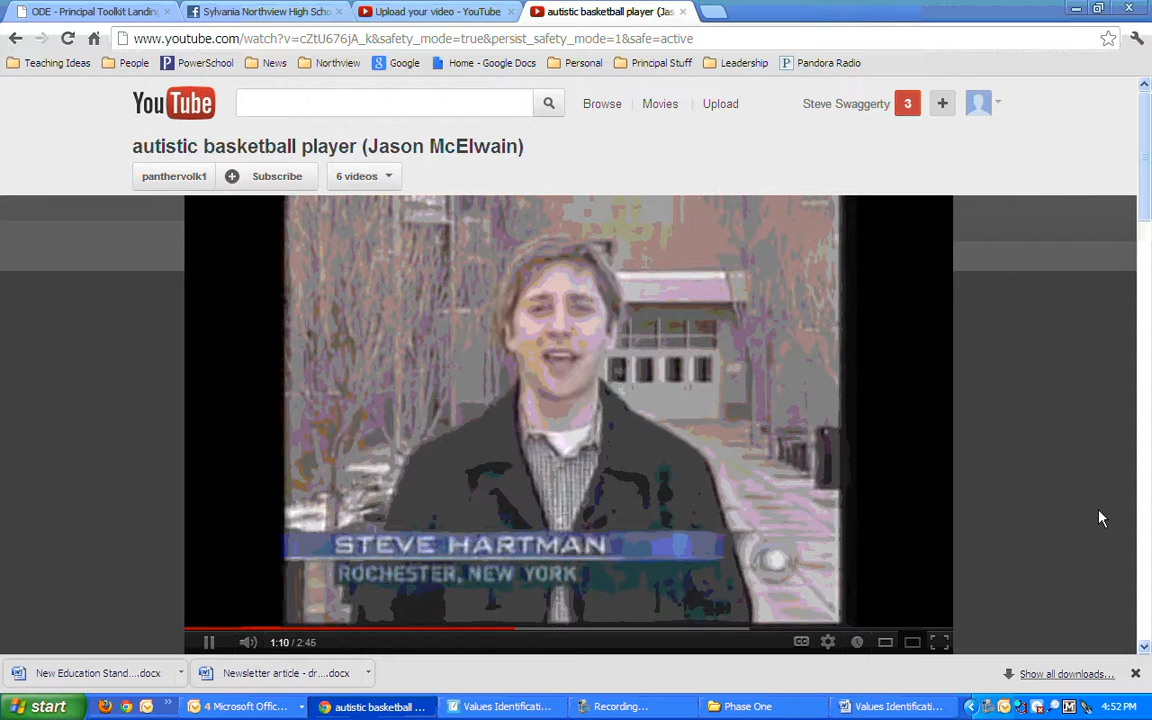 ODE - Principal Toolkit Landin
Sylvania Northview High Scho
Upload your video - YouTube
autistic basketball player (Jas
www.youtube.com/watch?v=cZtU676jA_k&safety_mode=true&persist_safety_mode=1&safe=active
Teaching Ideas People PowerSchool News Northview Google Home - Google Docs Personal Principal Stuff Leadership Pandora Radio
YouTube Browse Movies Upload Steve Swaggerty 3
autistic basketball player (Jason McElwain)
panthervolk1 Subscribe 6 videos
STEVE HARTMAN
ROCHESTER, NEW YORK
1:10 / 2:45 CC
New Education Stand....docx Newsletter article - dr....docx Show all downloads...
start 4 Microsoft Offic... autistic basketball ... Values Identificati... Recording... Phase One Values Identificati... 4:52 PM